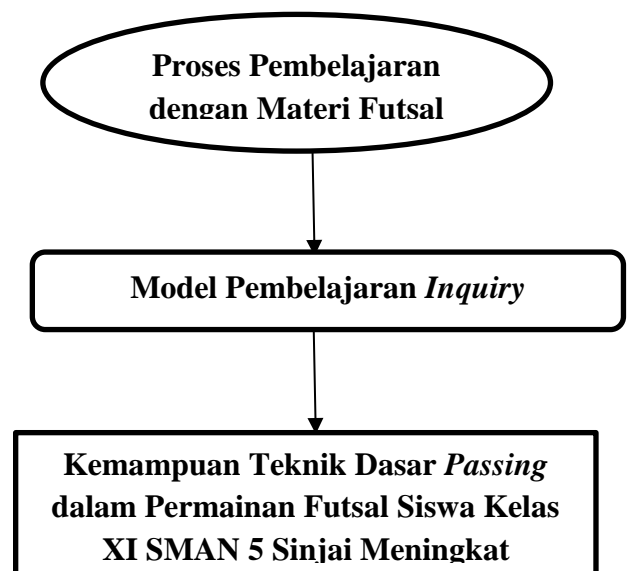 Proses Pembelajaran
dengan Materi Futsal
Model Pembelajaran Inquiry
Kemampuan Teknik Dasar Passing
dalam Permainan Futsal Siswa Kelas
XI SMAN 5 Sinjai Meningkat